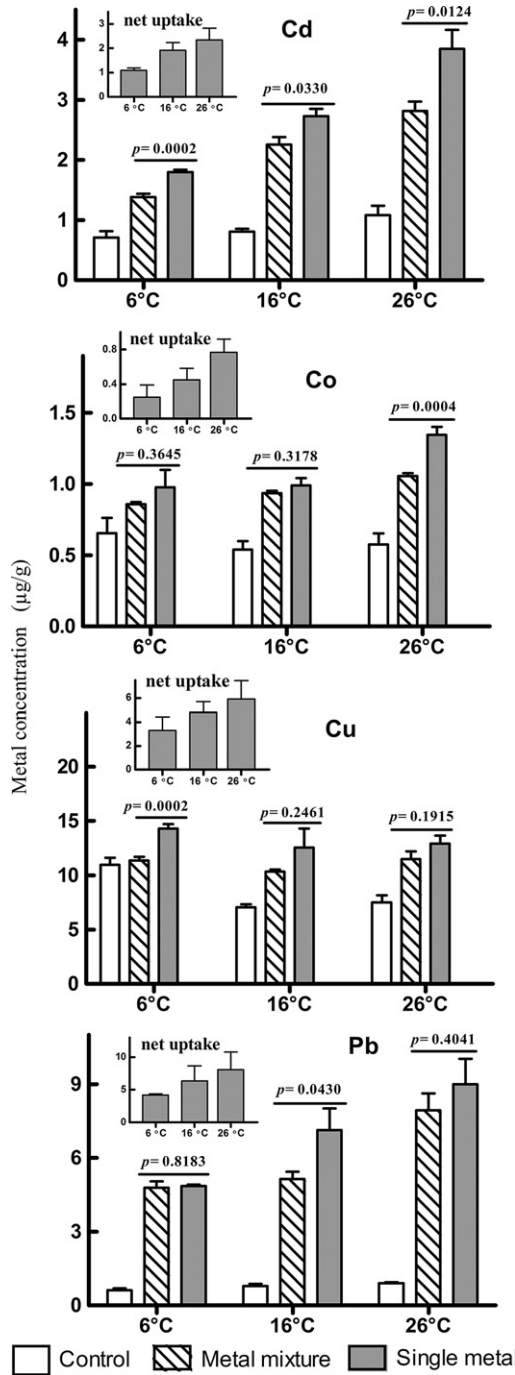 net uptake
Cd
3
2
1
0
6 °C 16 °C 26 °C
p= 0.0002
p= 0.0330
p= 0.0124
4
3
2
1
0
6°C 16°C 26°C
net uptake
Co
0.8
0.4
0.0
6 °C 16 °C 26 °C
p= 0.3645
p= 0.3178
p= 0.0004
1.5
1.0
0.5
0.0
6°C 16°C 26°C
Metal concentration (μg/g)
net uptake
Cu
6
4
2
0
6 °C 16 °C 26 °C
p= 0.0002
p= 0.2461
p= 0.1915
20
15
10
5
0
6°C 16°C 26°C
net uptake
Pb
10
5
0
6 °C 16 °C 26 °C
p= 0.8183
p= 0.0430
p= 0.4041
9
6
3
0
6°C 16°C 26°C
Control Metal mixture Single metal